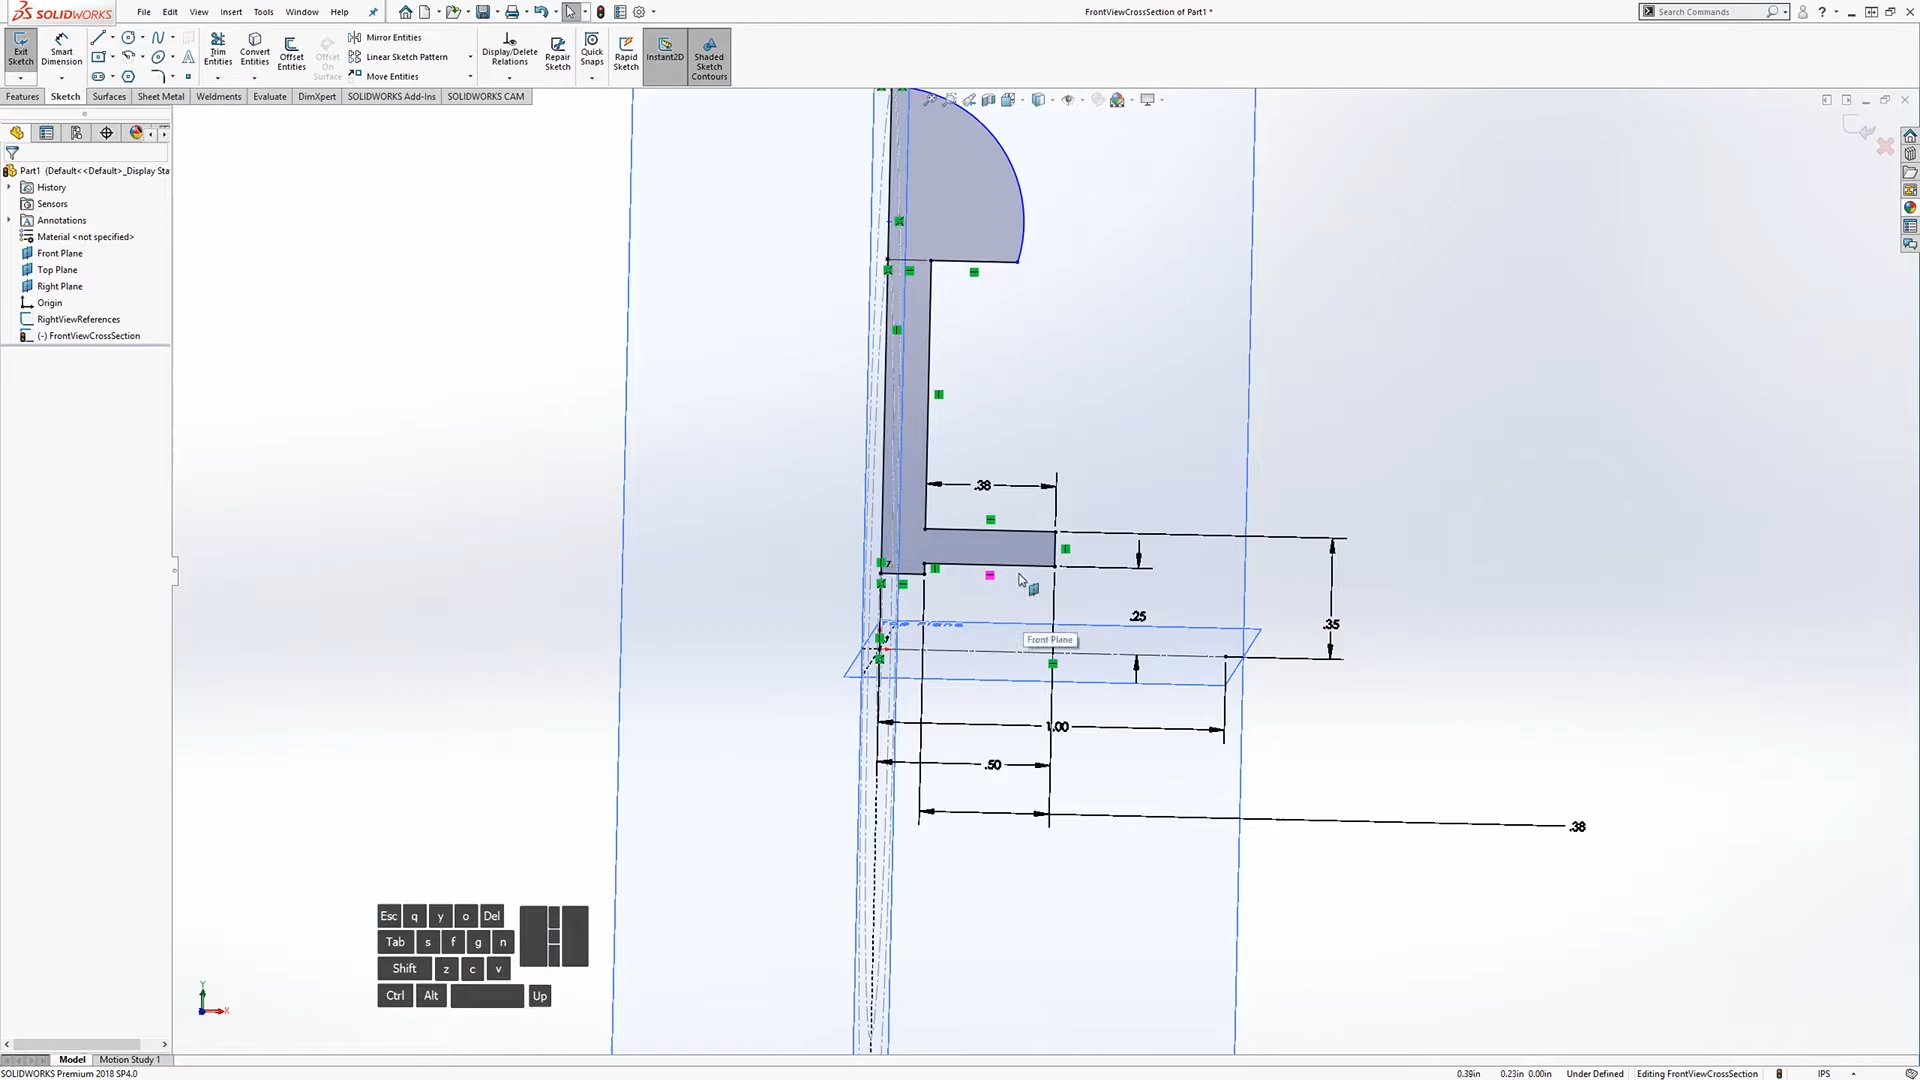 SOLIDWORKS File Edit View Insert Tools Window Help
FrontViewCrossSection of Part1 *
Search Commands
Exit Sketch
Smart Dimension
Trim Entities
Convert Entities
Offset Entities
Offset On Surface
Mirror Entities
Linear Sketch Pattern
Move Entities
Display/Delete Relations
Repair Sketch
Quick Snaps
Rapid Sketch
Instant2D
Shaded Sketch Contours
Features Sketch Surfaces Sheet Metal Weldments Evaluate DimXpert SOLIDWORKS Add-Ins SOLIDWORKS CAM
Part1 (Default<<Default>_Display Sta
History
Sensors
Annotations
Material <not specified>
Front Plane
Top Plane
Right Plane
Origin
RightViewReferences
(-) FrontViewCrossSection
.38
.25
.35
Top Plane
Front Plane
1.00
.50
.38
Esc q y o Del
Tab s f g n
Shift z c v
Ctrl Alt Up
Y
X
Model Motion Study 1
SOLIDWORKS Premium 2018 SP4.0
0.39in 0.23in 0.00in Under Defined Editing FrontViewCrossSection IPS